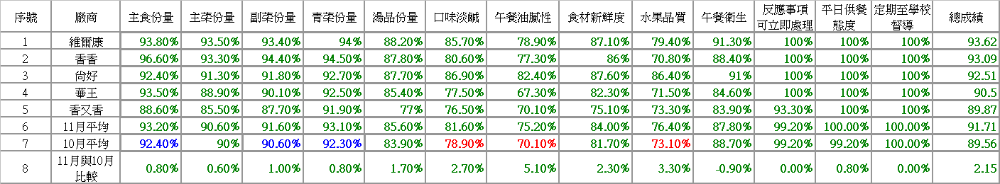 序號 廠商 主食份量 主菜份量 副菜份量 青菜份量 湯品份量 口味淡鹹 午餐油膩性 食材新鮮度 水果品質 午餐衛生 反應事項可立即處理 平日供餐態度 定期至學校督導 總成績
1 維爾康 93.80% 93.50% 93.40% 94% 88.20% 85.70% 78.90% 87.10% 79.40% 91.30% 100% 100% 100% 93.62
2 香香 96.60% 93.30% 94.40% 94.50% 87.80% 80.60% 77.30% 86% 70.80% 88.40% 100% 100% 100% 93.09
3 尙好 92.40% 91.30% 91.80% 92.70% 87.70% 86.90% 82.40% 87.60% 86.40% 91% 100% 100% 100% 92.51
4 華王 93.50% 88.90% 90.10% 92.50% 85.40% 77.50% 67.30% 82.30% 71.50% 84.60% 100% 100% 100% 90.5
5 香又香 88.60% 85.50% 87.70% 91.90% 77% 76.50% 70.10% 75.10% 73.30% 83.90% 93.30% 100% 100% 89.87
6 11月平均 93.20% 90.60% 91.60% 93.10% 85.60% 81.60% 75.20% 84.00% 76.40% 87.80% 99.20% 100.00% 100.00% 91.71
7 10月平均 92.40% 90% 90.60% 92.30% 83.90% 78.90% 70.10% 81.70% 73.10% 88.70% 99.20% 99.20% 100.00% 89.56
8 11月與10月比較 0.80% 0.60% 1.00% 0.80% 1.70% 2.70% 5.10% 2.30% 3.30% -0.90% 0.00% 0.80% 0.00% 2.15